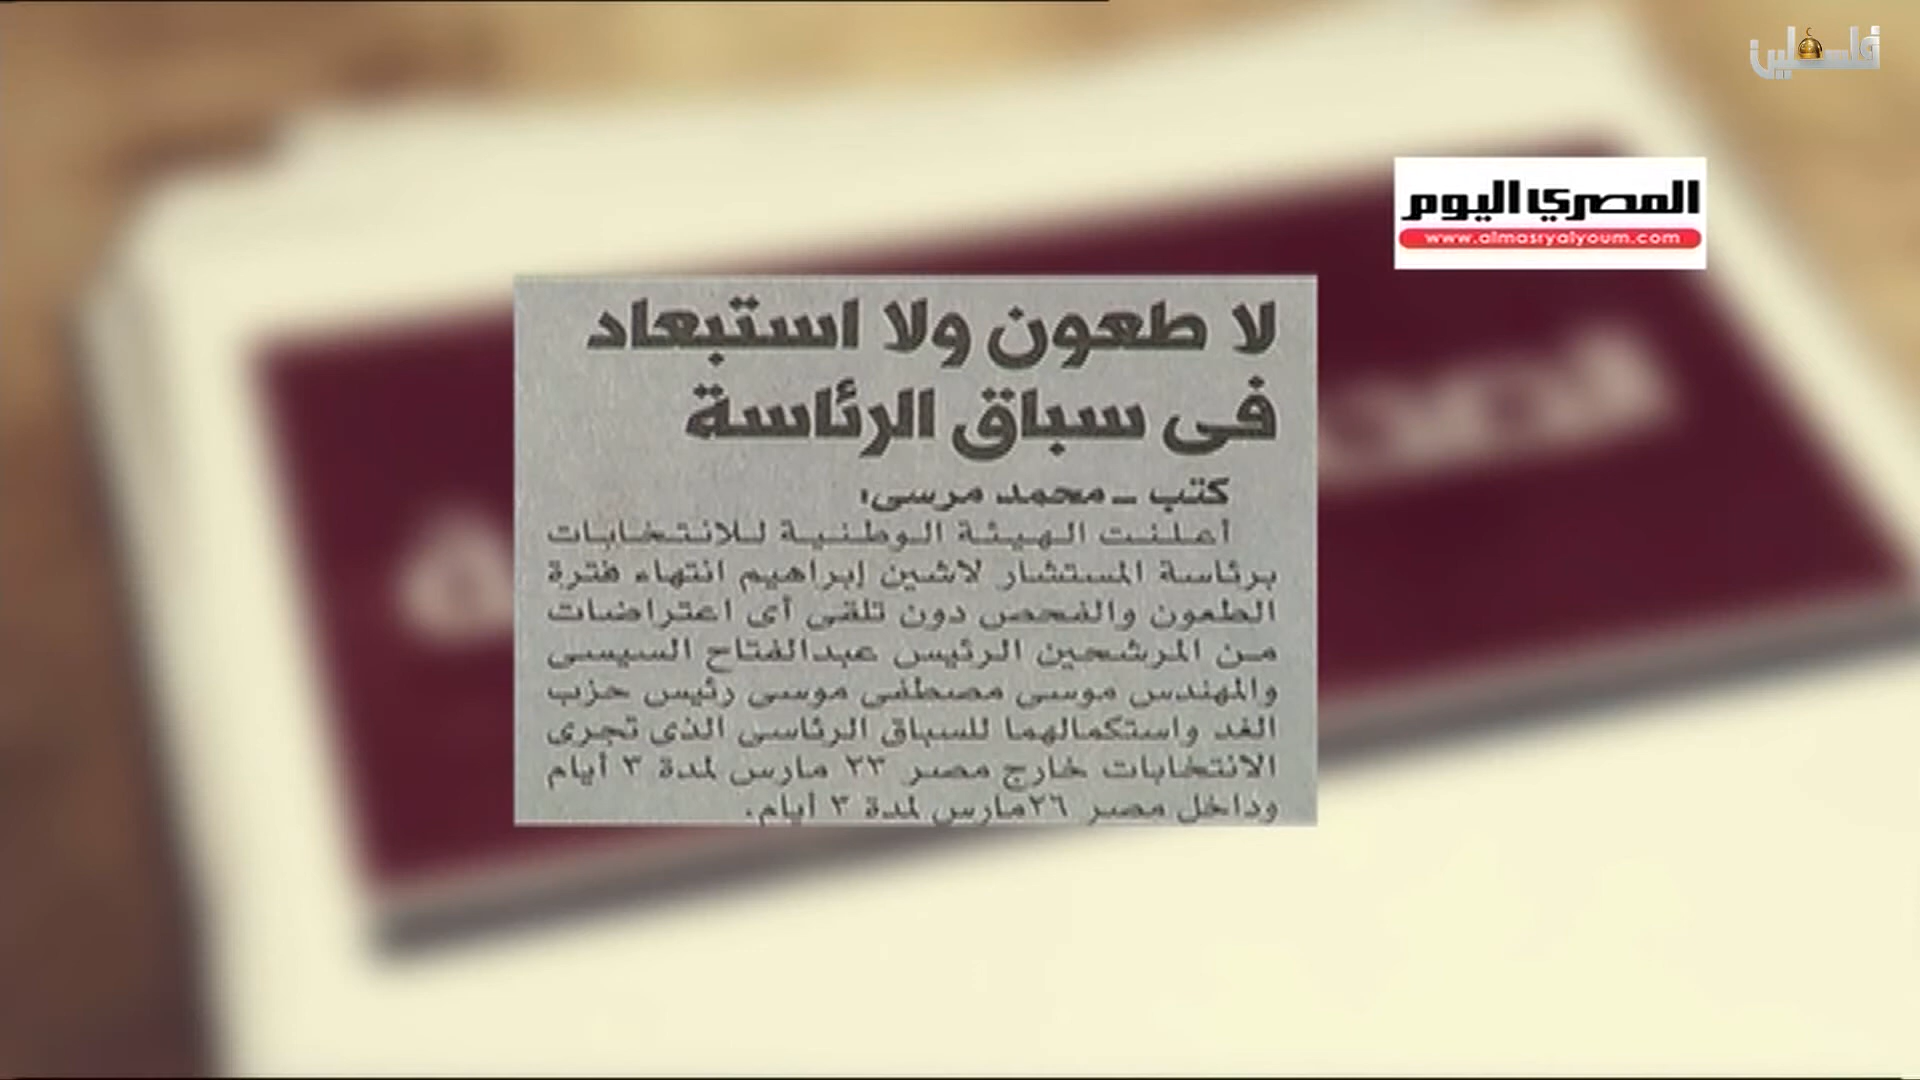 فلسطين
المصري اليوم
www.almasryalyoum.com
لا طعون ولا استبعاد
فى سباق الرئاسة
كتب ـ محمد مرسى:
أعلنت الهيئة الوطنية للانتخابات
برئاسة المستشار لاشين إبراهيم انتهاء فترة
الطعون والفحص دون تلقى أى اعتراضات
من المرشحين الرئيس عبدالفتاح السيسى
والمهندس موسى مصطفى موسى رئيس حزب
الغد واستكمالهما للسباق الرئاسى الذى تجرى
الانتخابات خارج مصر ٢٣ مارس لمدة ٣ أيام
وداخل مصر ٢٦مارس لمدة ٣ أيام.